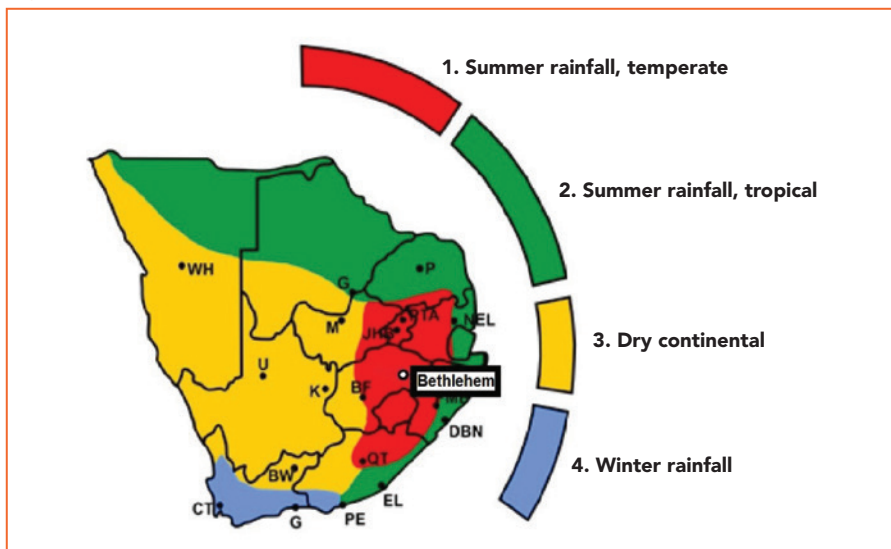 1. Summer rainfall, temperate
2. Summer rainfall, tropical
WH
P
G
M
PTA
NEL
JHB
3. Dry continental
U
K
BF
Bethlehem
DBN
QT
BW
4. Winter rainfall
EL
CT
G
PE